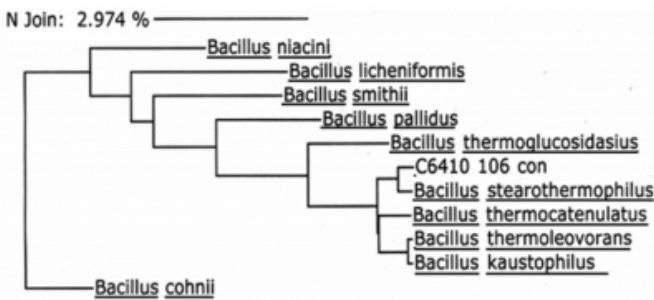 N Join: 2.974 %
Bacillus niacini
Bacillus licheniformis
Bacillus smithii
Bacillus pallidus
Bacillus thermoglucosidasius
C6410 106 con
Bacillus stearothermophilus
Bacillus thermocatenulatus
Bacillus thermoleovorans
Bacillus kaustophilus
Bacillus cohnii